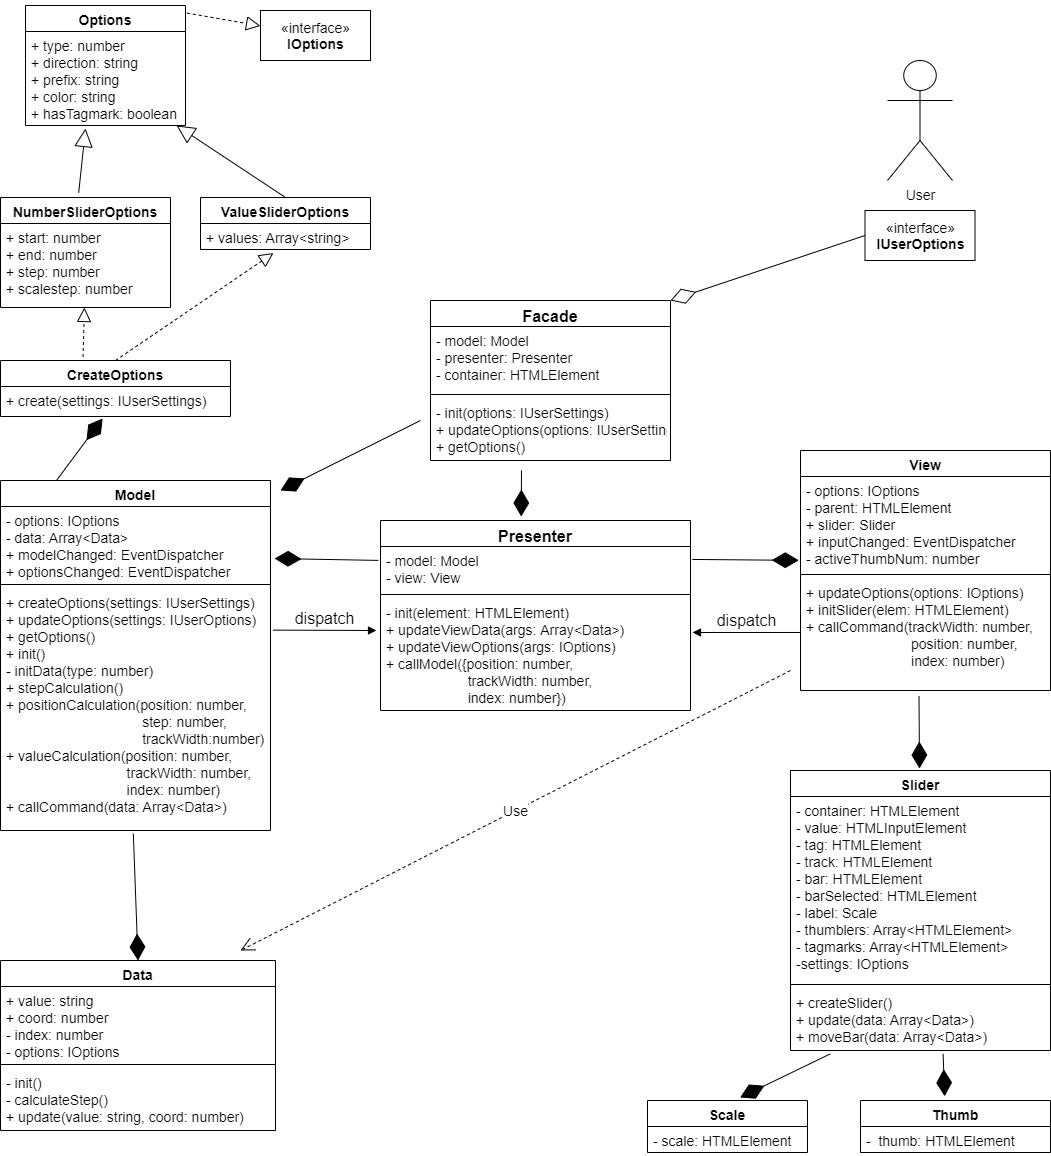 Options
+ type: number
+ direction: string
+ prefix: string
+ color: string
+ hasTagmark: boolean
«interface»
IOptions
User
«interface»
IUserOptions
NumberSliderOptions
+ start: number
+ end: number
+ step: number
+ scalestep: number
ValueSliderOptions
+ values: Array<string>
CreateOptions
+ create(settings: IUserSettings)
Facade
- model: Model
- presenter: Presenter
- container: HTMLElement
- init(options: IUserSettings)
+ updateOptions(options: IUserSettin
+ getOptions()
Model
- options: IOptions
- data: Array<Data>
+ modelChanged: EventDispatcher
+ optionsChanged: EventDispatcher
+ createOptions(settings: IUserSettings)
+ updateOptions(settings: IUserOptions)
+ getOptions()
+ init()
- initData(type: number)
+ stepCalculation()
+ positionCalculation(position: number,
step: number,
trackWidth:number)
+ valueCalculation(position: number,
trackWidth: number,
index: number)
+ callCommand(data: Array<Data>)
dispatch
Presenter
- model: Model
- view: View
- init(element: HTMLElement)
+ updateViewData(args: Array<Data>)
+ updateViewOptions(args: IOptions)
+ callModel({position: number,
trackWidth: number,
index: number})
dispatch
View
- options: IOptions
- parent: HTMLElement
+ slider: Slider
+ inputChanged: EventDispatcher
- activeThumbNum: number
+ updateOptions(options: IOptions)
+ initSlider(elem: HTMLElement)
+ callCommand(trackWidth: number,
position: number,
index: number)
Use
Slider
- container: HTMLElement
- value: HTMLInputElement
- tag: HTMLElement
- track: HTMLElement
- bar: HTMLElement
- barSelected: HTMLElement
- label: Scale
- thumblers: Array<HTMLElement>
- tagmarks: Array<HTMLElement>
-settings: IOptions
+ createSlider()
+ update(data: Array<Data>)
+ moveBar(data: Array<Data>)
Data
+ value: string
+ coord: number
- index: number
- options: IOptions
- init()
- calculateStep()
+ update(value: string, coord: number)
Scale
- scale: HTMLElement
Thumb
- thumb: HTMLElement